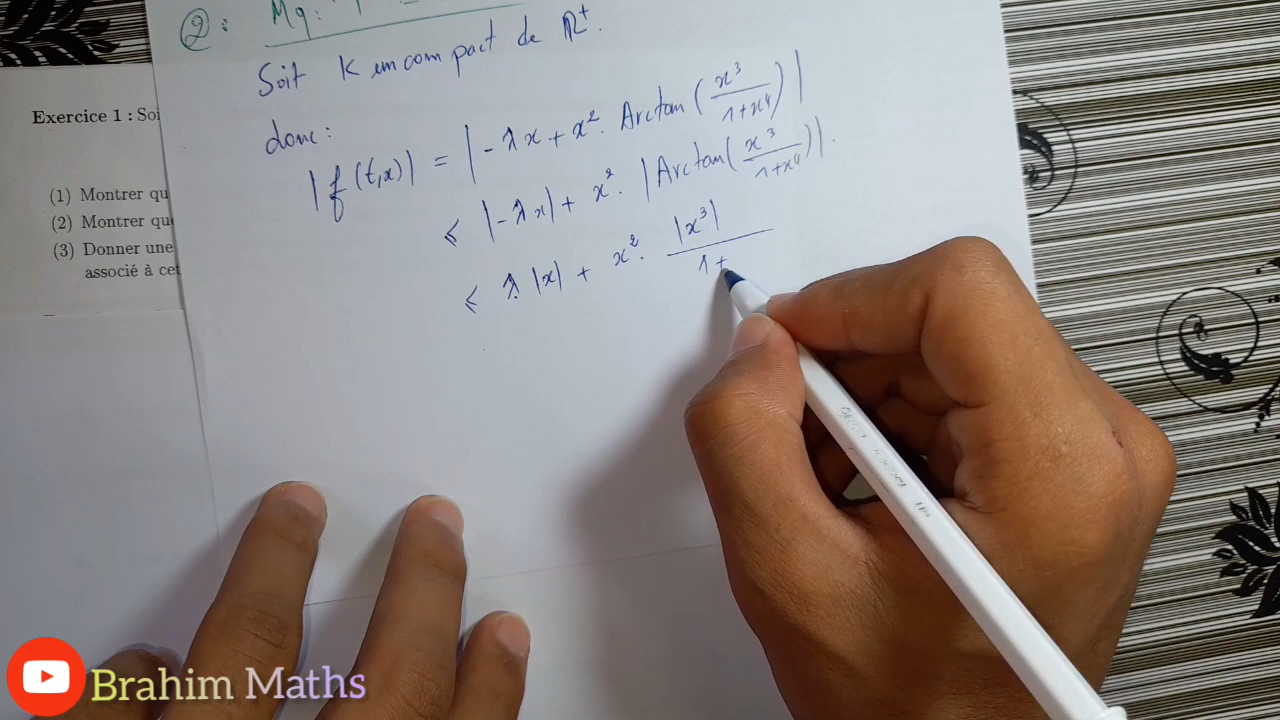 ②: Mq:
Soit K un compact de ℝ⁺.
donc:
|f(t,x)| = |-λx + x². Arctan(x³/(1+x⁴))|
≤ |-λx| + x². |Arctan(x³/(1+x⁴))|.
≤ λ.|x| + x². |x³|/(1+
Exercice 1 : Soi
(1) Montrer qu
(2) Montrer que
(3) Donner une
associé à cet
Brahim Maths